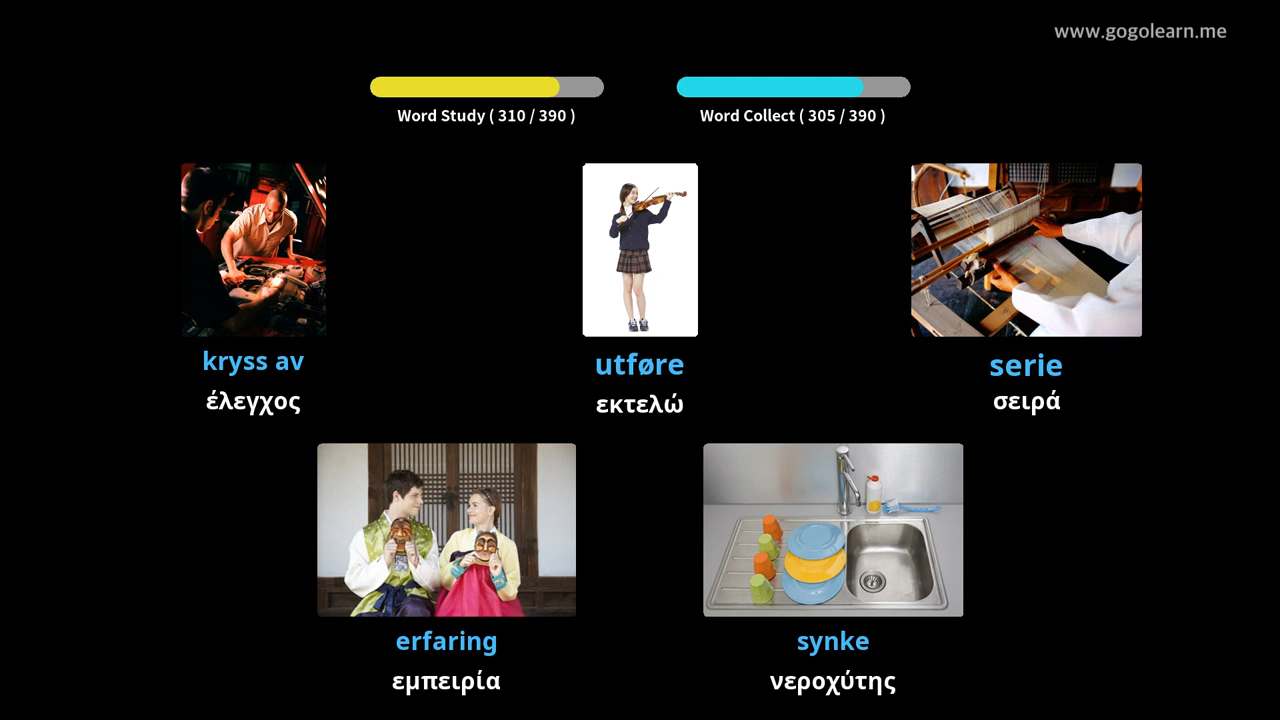 www.gogolearn.me
Word Study ( 310 / 390 )
Word Collect ( 305 / 390 )
kryss av
έλεγχος
utføre
εκτελώ
serie
σειρά
erfaring
εμπειρία
synke
νεροχύτης